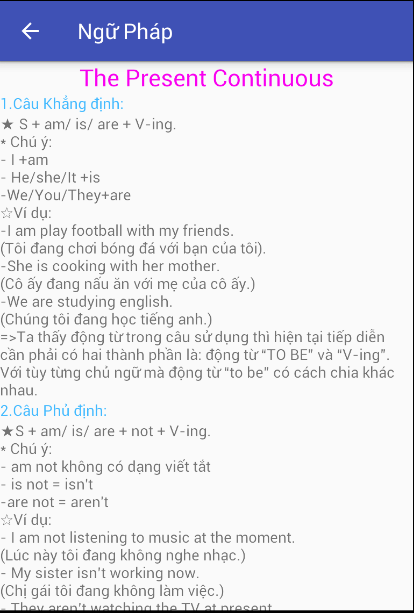 Ngữ Pháp
The Present Continuous
1.Câu Khẳng định:
★ S + am/ is/ are + V-ing.
* Chú ý:
- I +am
- He/she/It +is
-We/You/They+are
☆Ví dụ:
-I am play football with my friends.
(Tôi đang chơi bóng đá với bạn của tôi).
-She is cooking with her mother.
(Cô ấy đang nấu ăn với mẹ của cô ấy.)
-We are studying english.
(Chúng tôi đang học tiếng anh.)
=>Ta thấy động từ trong câu sử dụng thì hiện tại tiếp diễn
cần phải có hai thành phần là: động từ “TO BE” và “V-ing”.
Với tùy từng chủ ngữ mà động từ “to be” có cách chia khác
nhau.
2.Câu Phủ định:
★S + am/ is/ are + not + V-ing.
* Chú ý:
- am not không có dạng viết tắt
- is not = isn't
-are not = aren't
☆Ví dụ:
- I am not listening to music at the moment.
(Lúc này tôi đang không nghe nhạc.)
- My sister isn't working now.
(Chị gái tôi đang không làm việc.)
- They aren't watching the TV at present